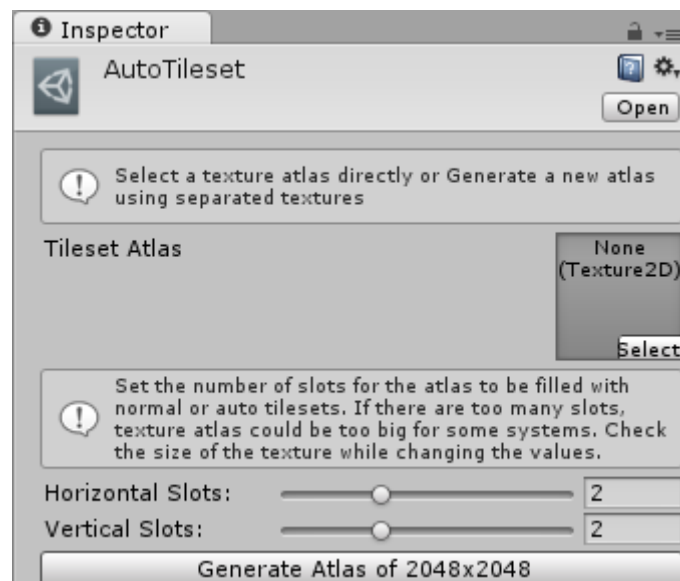 Inspector
AutoTileset
Open
Select a texture atlas directly or Generate a new atlas
using separated textures
Tileset Atlas
None
(Texture2D)
Select
Set the number of slots for the atlas to be filled with
normal or auto tilesets. If there are too many slots,
texture atlas could be too big for some systems. Check
the size of the texture while changing the values.
Horizontal Slots: 2
Vertical Slots: 2
Generate Atlas of 2048x2048